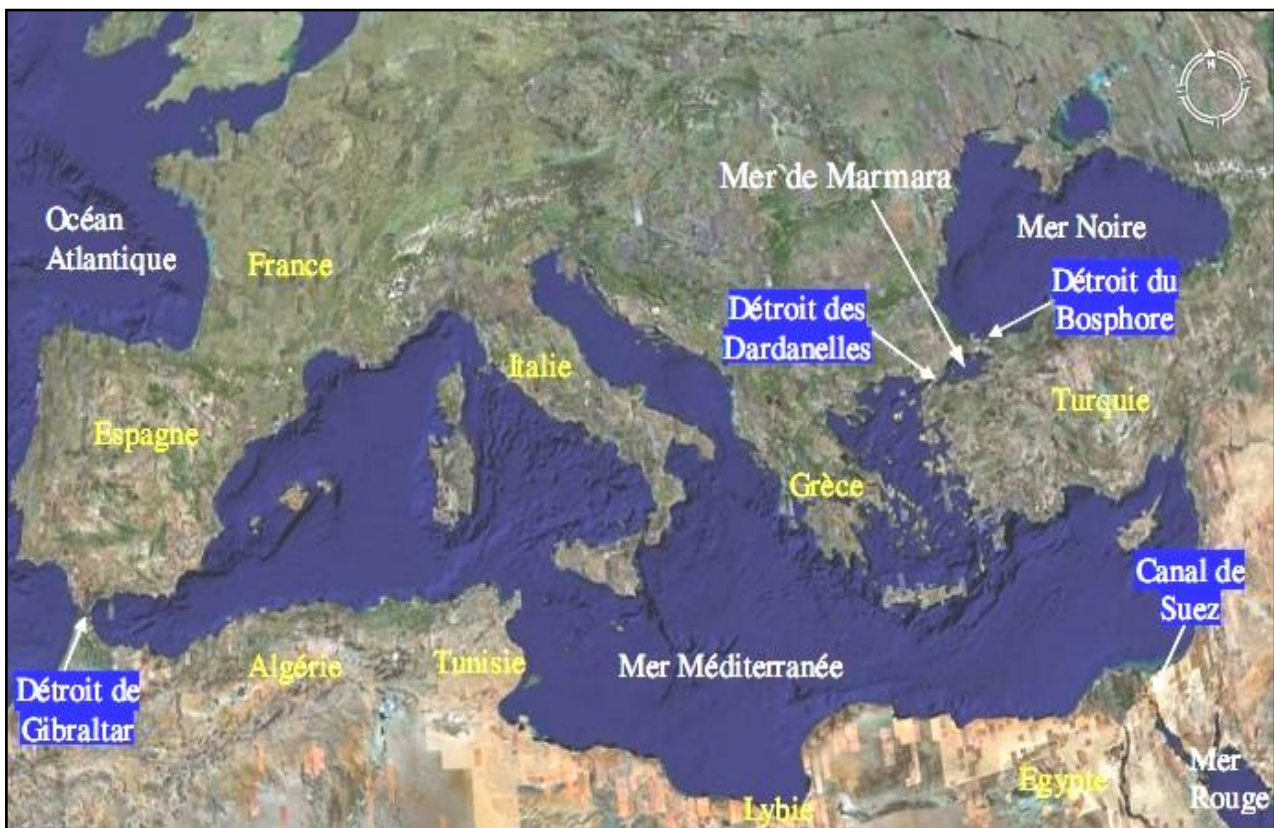 N
Mer de Marmara
Océan
Atlantique
Mer Noire
France
Détroit du
Bosphore
Détroit des
Dardanelles
Italie
Turquie
Espagne
Grèce
Canal de
Suez
Algérie
Tunisie
Mer Méditerranée
Détroit de
Gibraltar
Mer
Rouge
Egypte
Lybie